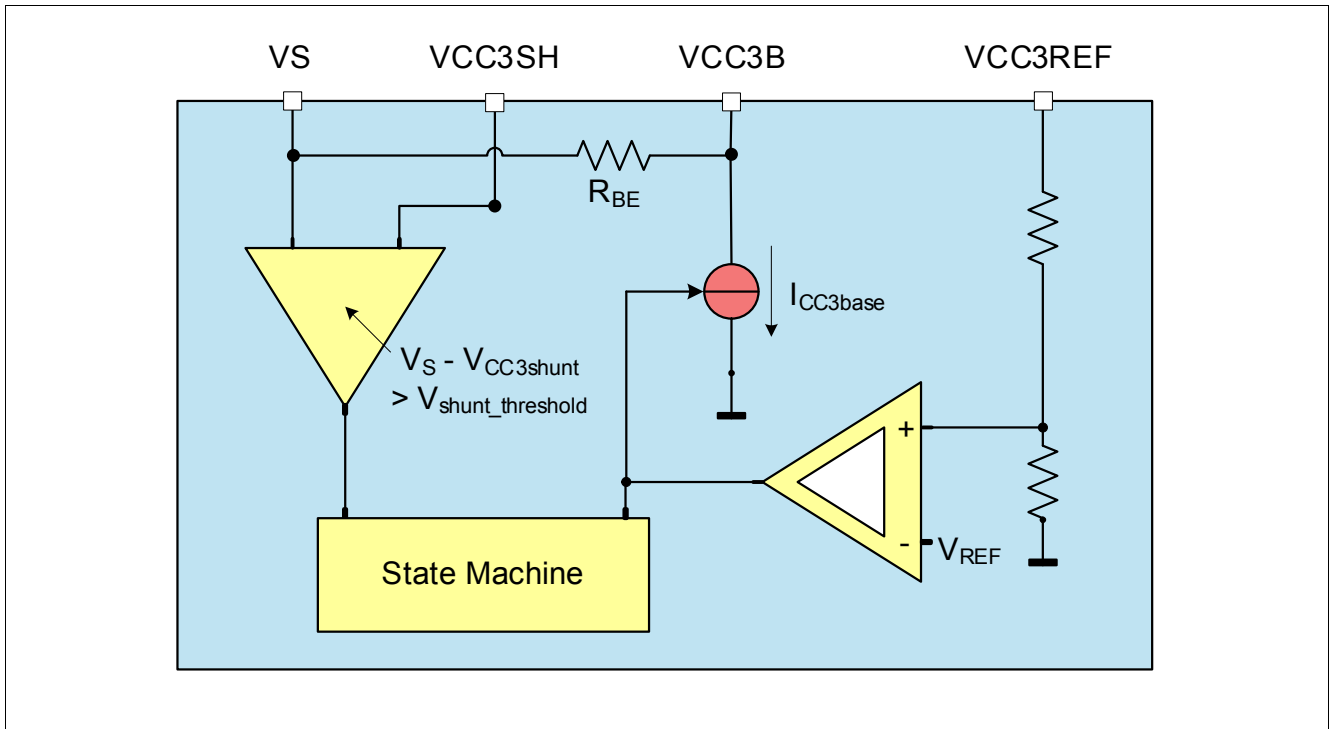 VS
VCC3SH
VCC3B
VCC3REF
RBE
ICC3base
VS - VCC3shunt
> Vshunt_threshold
+
- VREF
State Machine